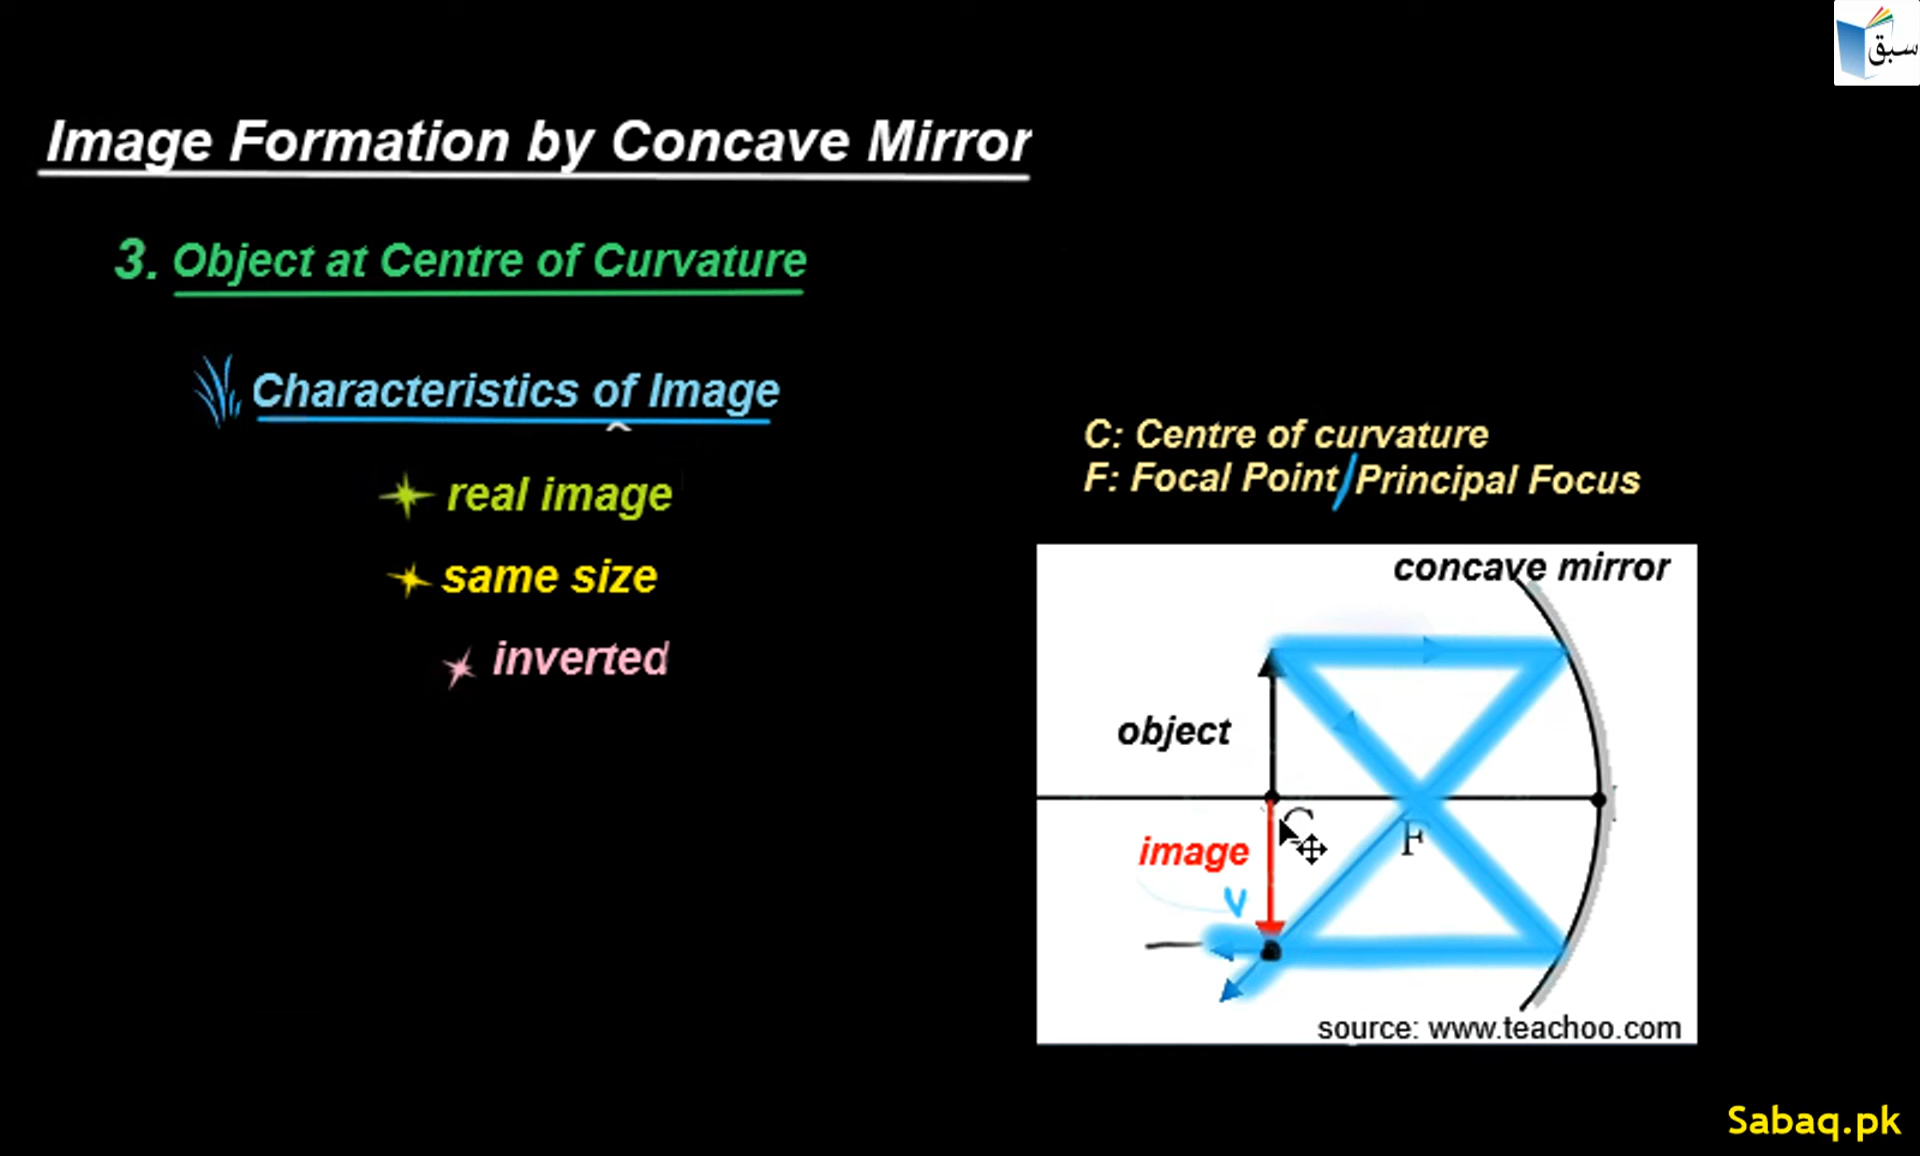 سبق
Image Formation by Concave Mirror
3. Object at Centre of Curvature
Characteristics of Image
real image
same size
inverted
C: Centre of curvature
F: Focal Point/Principal Focus
concave mirror
object
C
F
image
source: www.teachoo.com
Sabaq.pk